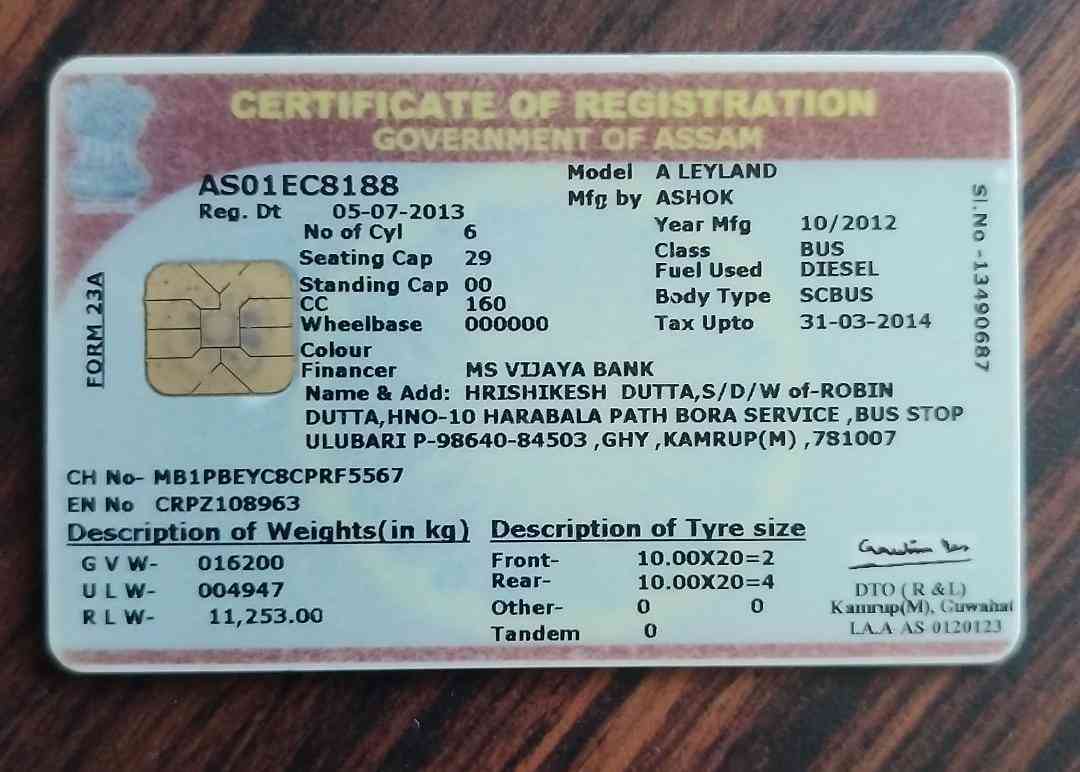 CERTIFICATE OF REGISTRATION
GOVERNMENT OF ASSAM
AS01EC8188
Reg. Dt 05-07-2013
Model A LEYLAND
Mfg by ASHOK
No of Cyl 6
Year Mfg 10/2012
Seating Cap 29
Class BUS
Fuel Used DIESEL
Standing Cap 00
CC 160
Body Type SCBUS
Wheelbase 000000
Tax Upto 31-03-2014
Colour
Financer MS VIJAYA BANK
Name & Add: HRISHIKESH DUTTA,S/D/W of-ROBIN
DUTTA,HNO-10 HARABALA PATH BORA SERVICE ,BUS STOP
ULUBARI P-98640-84503 ,GHY ,KAMRUP(M) ,781007
FORM 23A
Sl.No -13490687
CH No- MB1PBEYC8CPRF5567
EN No CRPZ108963
Description of Weights(in kg)
G V W- 016200
U L W- 004947
R L W- 11,253.00
Description of Tyre size
Front- 10.00X20=2
Rear- 10.00X20=4
Other- 0 0
Tandem 0
DTO ( R &L)
Kamrup(M), Guwahat
I.A.A AS 0120123